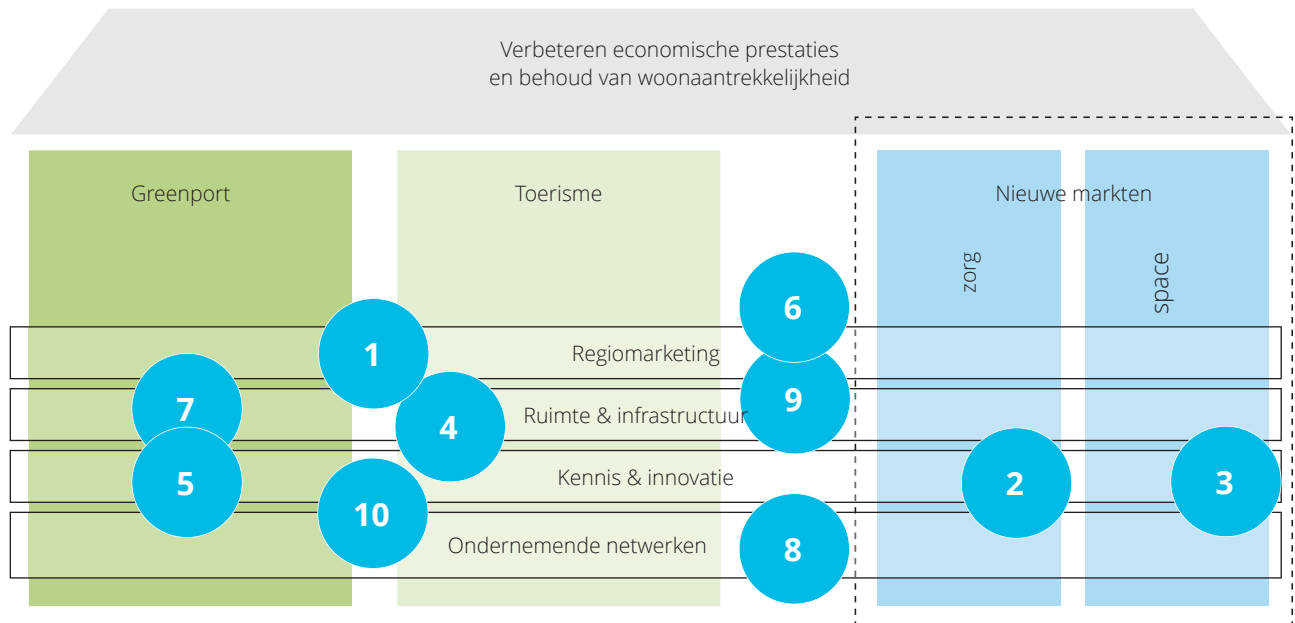 Verbeteren economische prestaties
en behoud van woonaantrekkelijkheid
Greenport
Toerisme
Nieuwe markten
zorg
space
6
1
Regiomarketing
9
7
Ruimte & infrastructuur
4
5
Kennis & innovatie
2
3
10
Ondernemende netwerken
8